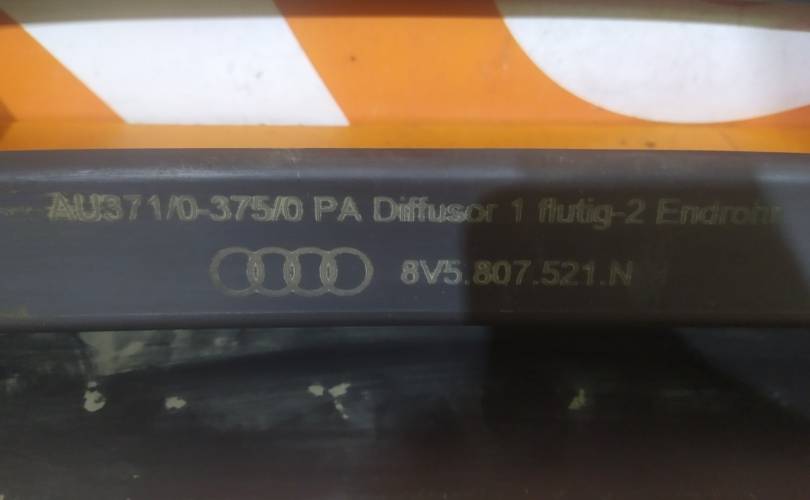 AU371/0-375/0 PA Diffusor 1 flutig-2 Endrohr
8V5.807.521.N